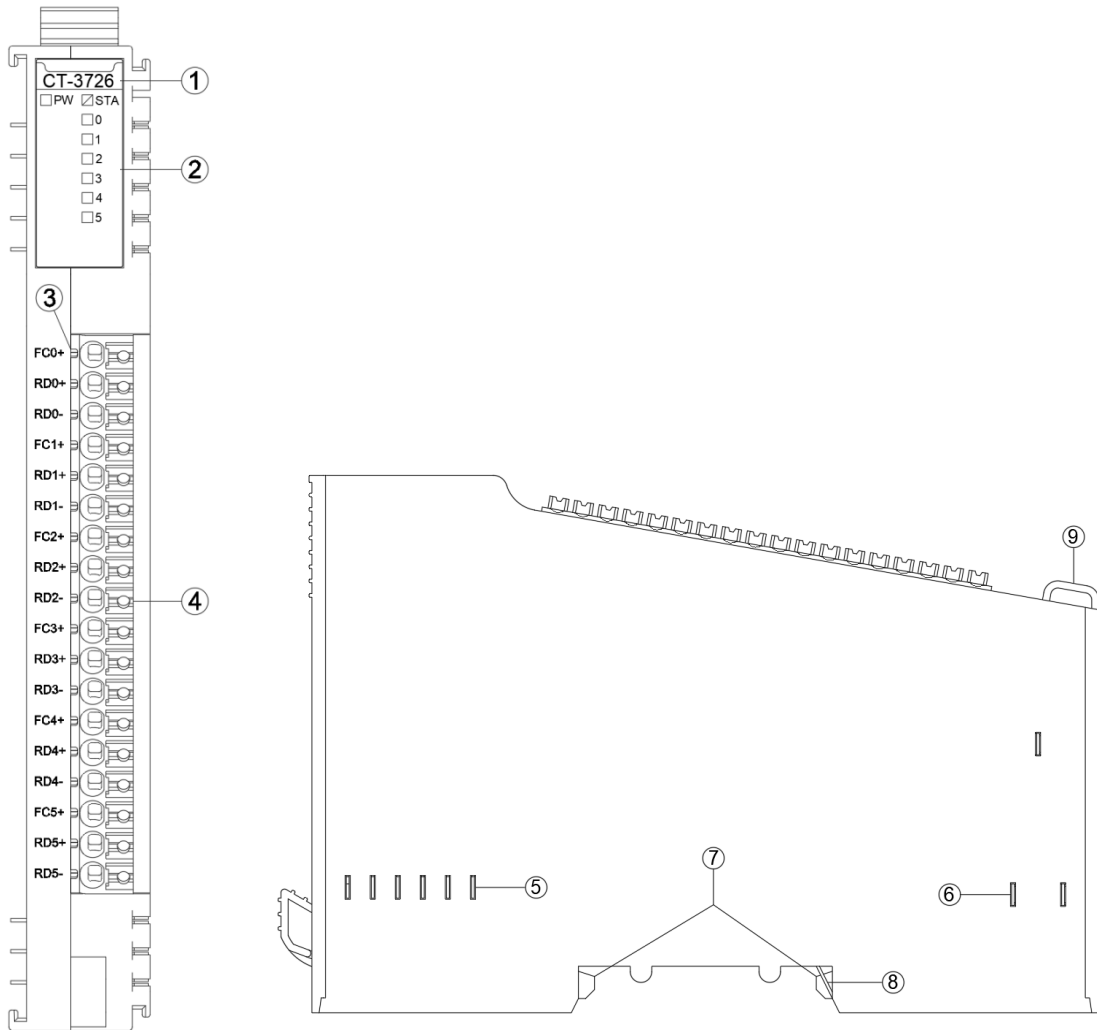 CT-3726
①
PW STA
0
1
2
②
3
4
5
③
FC0+
RD0+
RD0-
FC1+
RD1+
RD1-
FC2+
RD2+
RD2-
④
FC3+
RD3+
RD3-
FC4+
RD4+
RD4-
FC5+
RD5+
RD5-
⑨
⑦
⑤
⑥
⑧